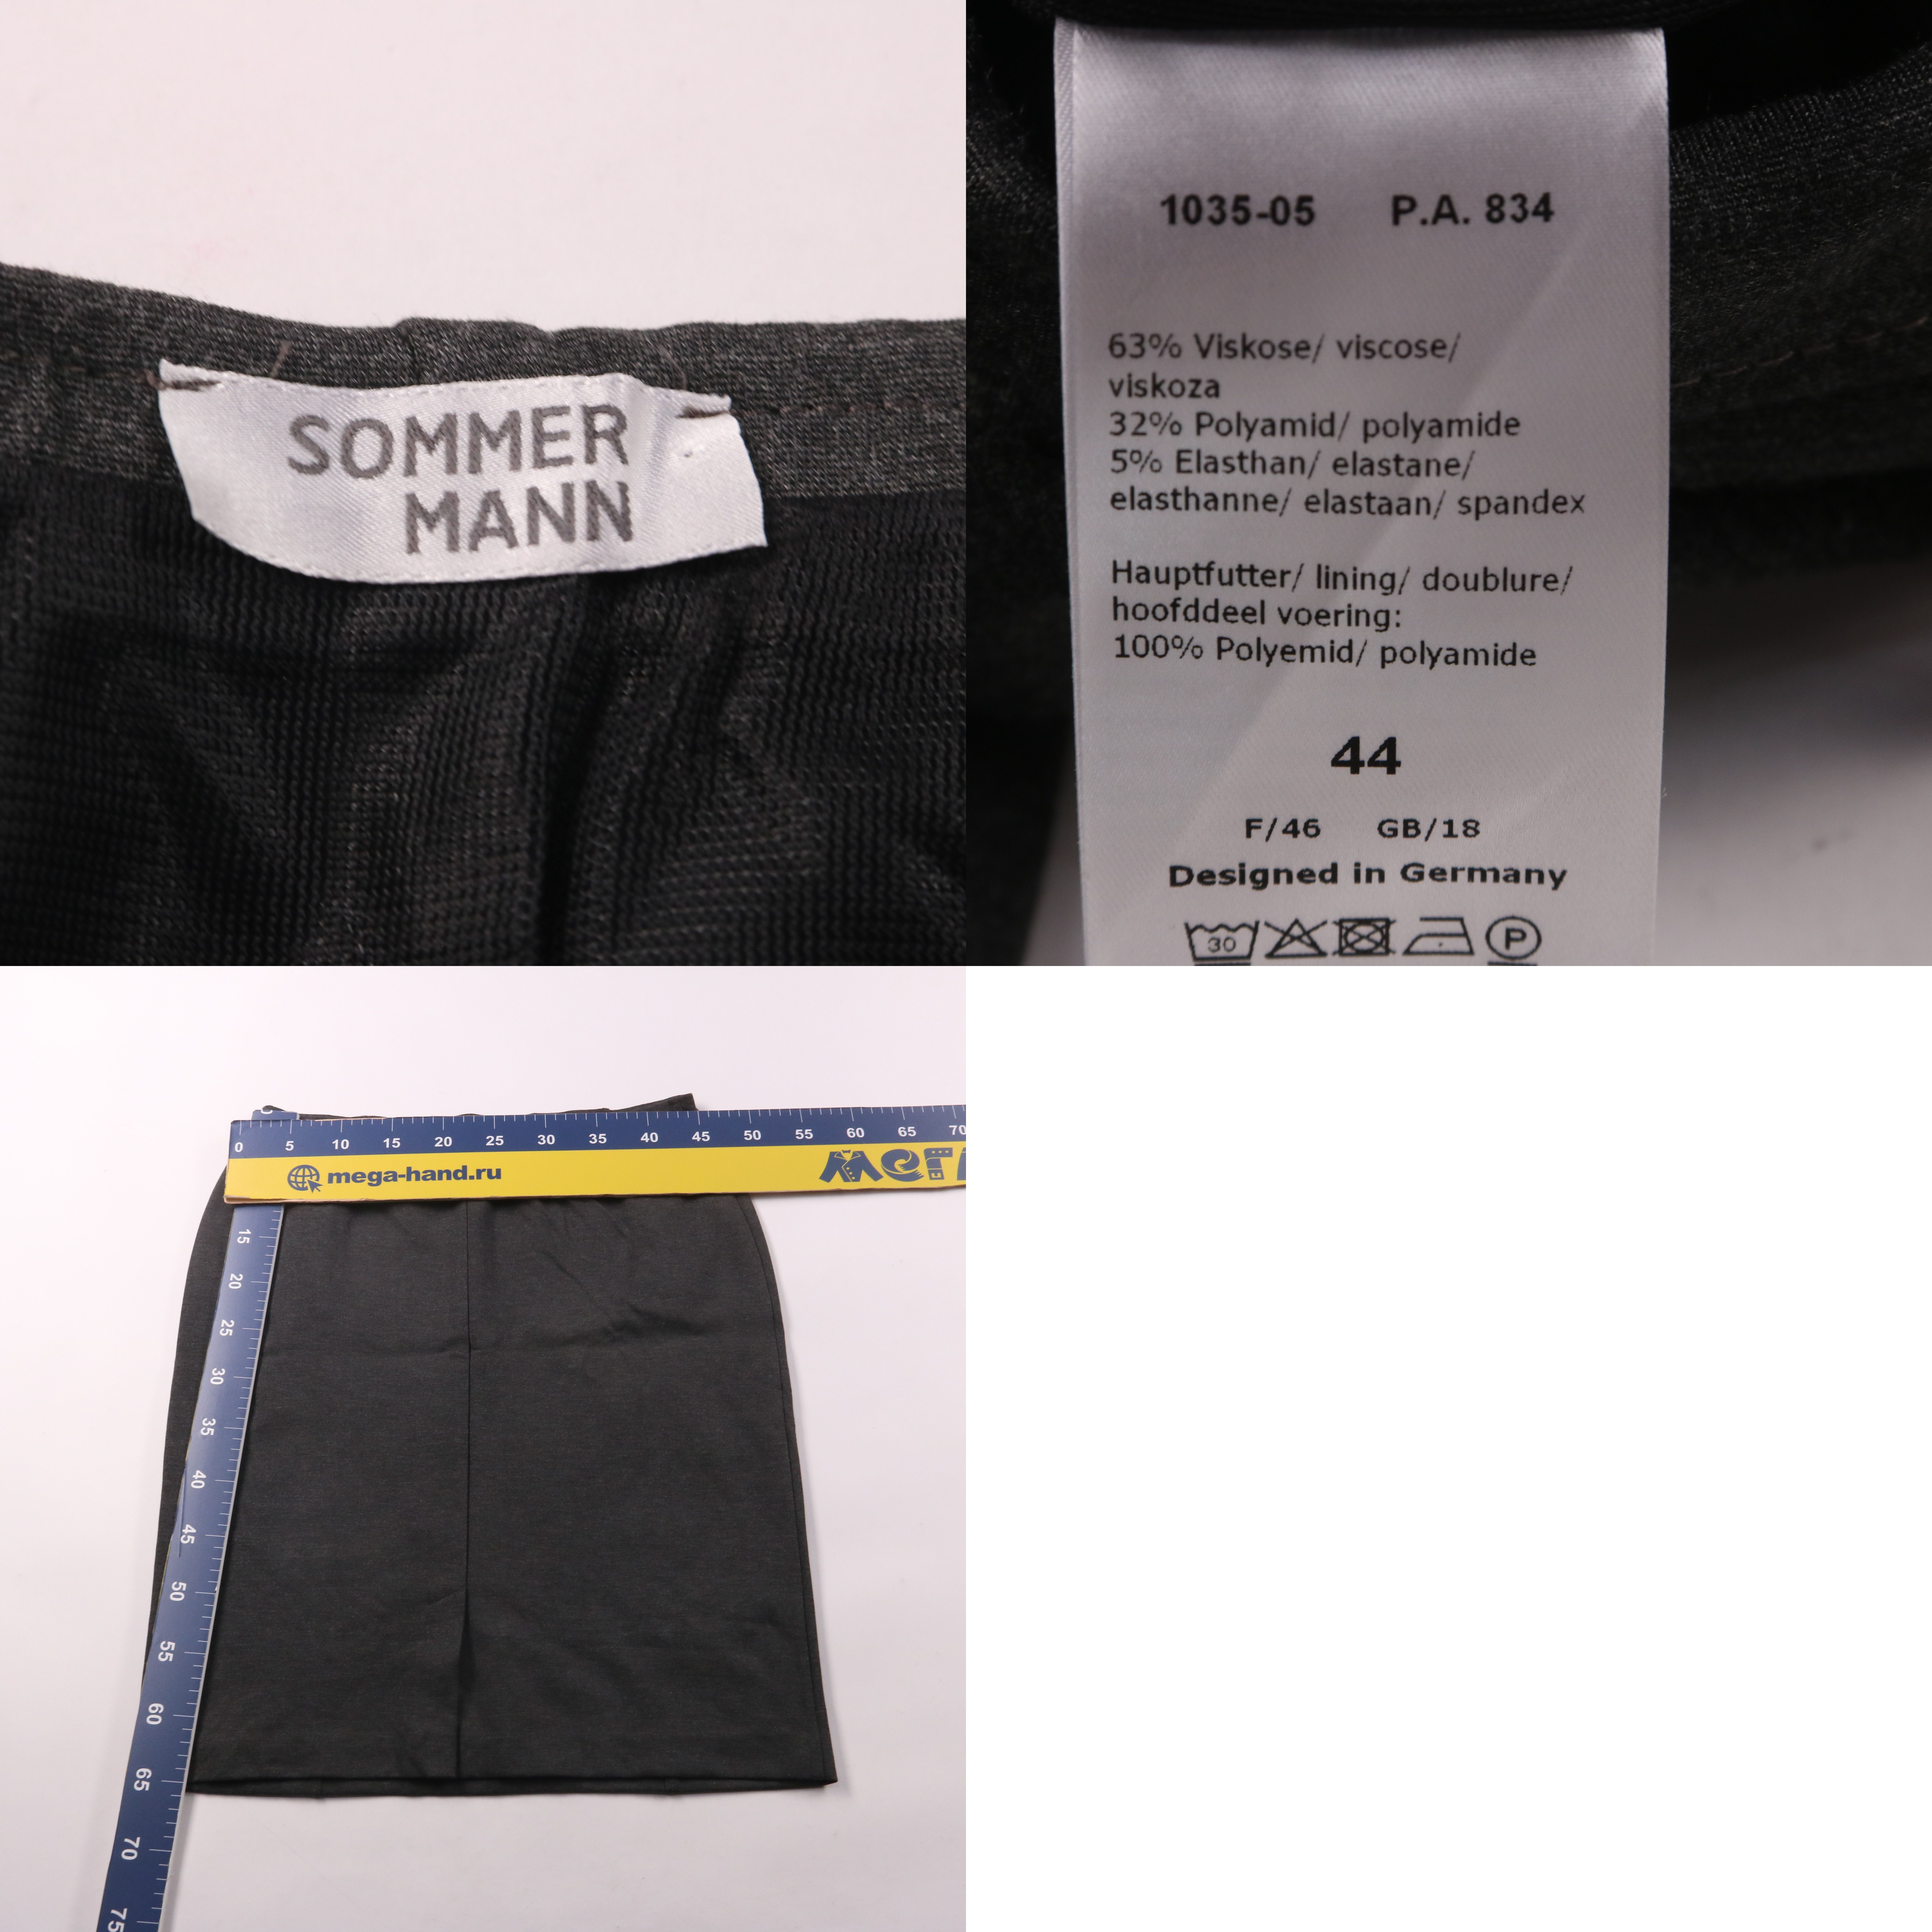 SOMMER
MANN
1035-05 P.A. 834
63% Viskose/ viscose/
viskoza
32% Polyamid/ polyamide
5% Elasthan/ elastane/
elasthanne/ elastaan/ spandex
Hauptfutter/ lining/ doublure/
hoofddeel voering:
100% Polyemid/ polyamide
44
F/46 GB/18
Designed in Germany
30 P
0 5 10 15 20 25 30 35 40 45 50 55 60 65 70
mega-hand.ru
15
20
25
30
35
40
45
50
55
60
65
70
75